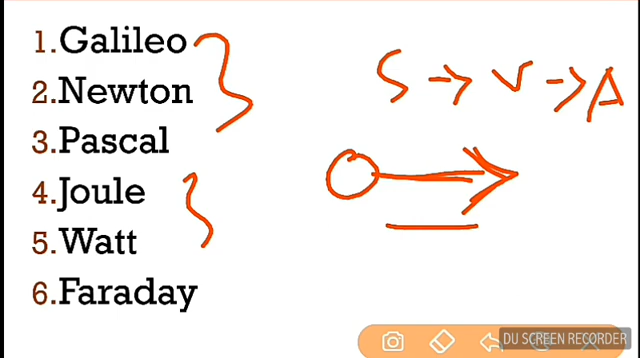 1.Galileo
2.Newton
3.Pascal
4.Joule
5.Watt
6.Faraday
S → V → A
DU SCREEN RECORDER